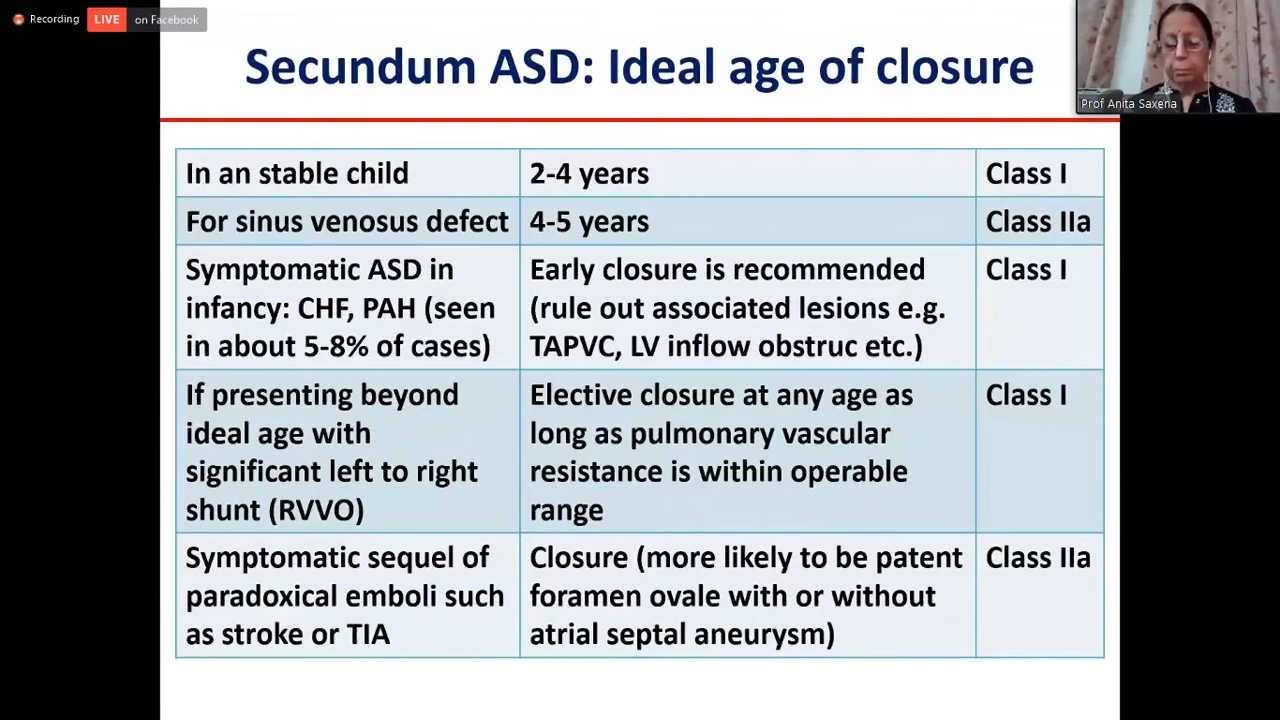 Recording LIVE on Facebook
Secundum ASD: Ideal age of closure
Prof Anita Saxena
In an stable child 2-4 years Class I
For sinus venosus defect 4-5 years Class IIa
Symptomatic ASD in
infancy: CHF, PAH (seen
in about 5-8% of cases)
Early closure is recommended
(rule out associated lesions e.g.
TAPVC, LV inflow obstruc etc.)
Class I
If presenting beyond
ideal age with
significant left to right
shunt (RVVO)
Elective closure at any age as
long as pulmonary vascular
resistance is within operable
range
Class I
Symptomatic sequel of
paradoxical emboli such
as stroke or TIA
Closure (more likely to be patent
foramen ovale with or without
atrial septal aneurysm)
Class IIa